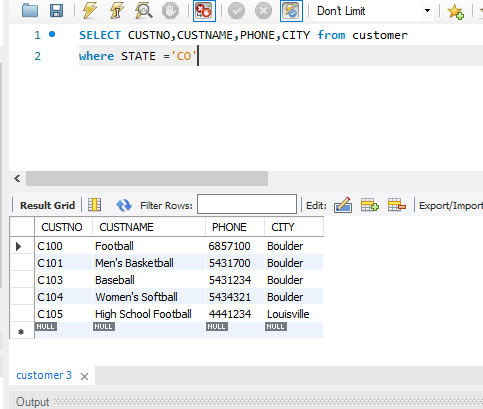 Don't Limit
1 SELECT CUSTNO,CUSTNAME,PHONE,CITY from customer
2 where STATE ='CO'
Result Grid Filter Rows: Edit: Export/Import
CUSTNO CUSTNAME PHONE CITY
C100 Football 6857100 Boulder
C101 Men's Basketball 5431700 Boulder
C103 Baseball 5431234 Boulder
C104 Women's Softball 5434321 Boulder
C105 High School Football 4441234 Louisville
NULL NULL NULL NULL
customer 3
Output